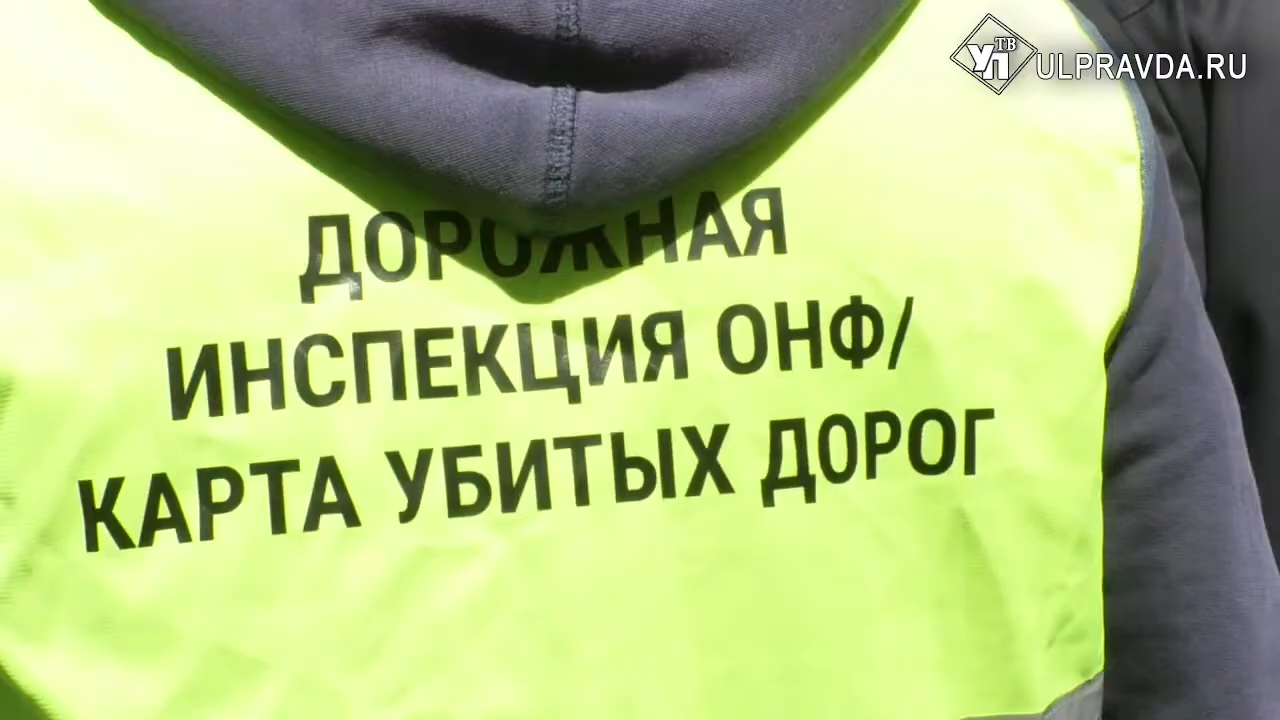 УП ТВ ULPRAVDA.RU
ДОРОЖНАЯ
ИНСПЕКЦИЯ ОНФ/
КАРТА УБИТЫХ ДОРОГ